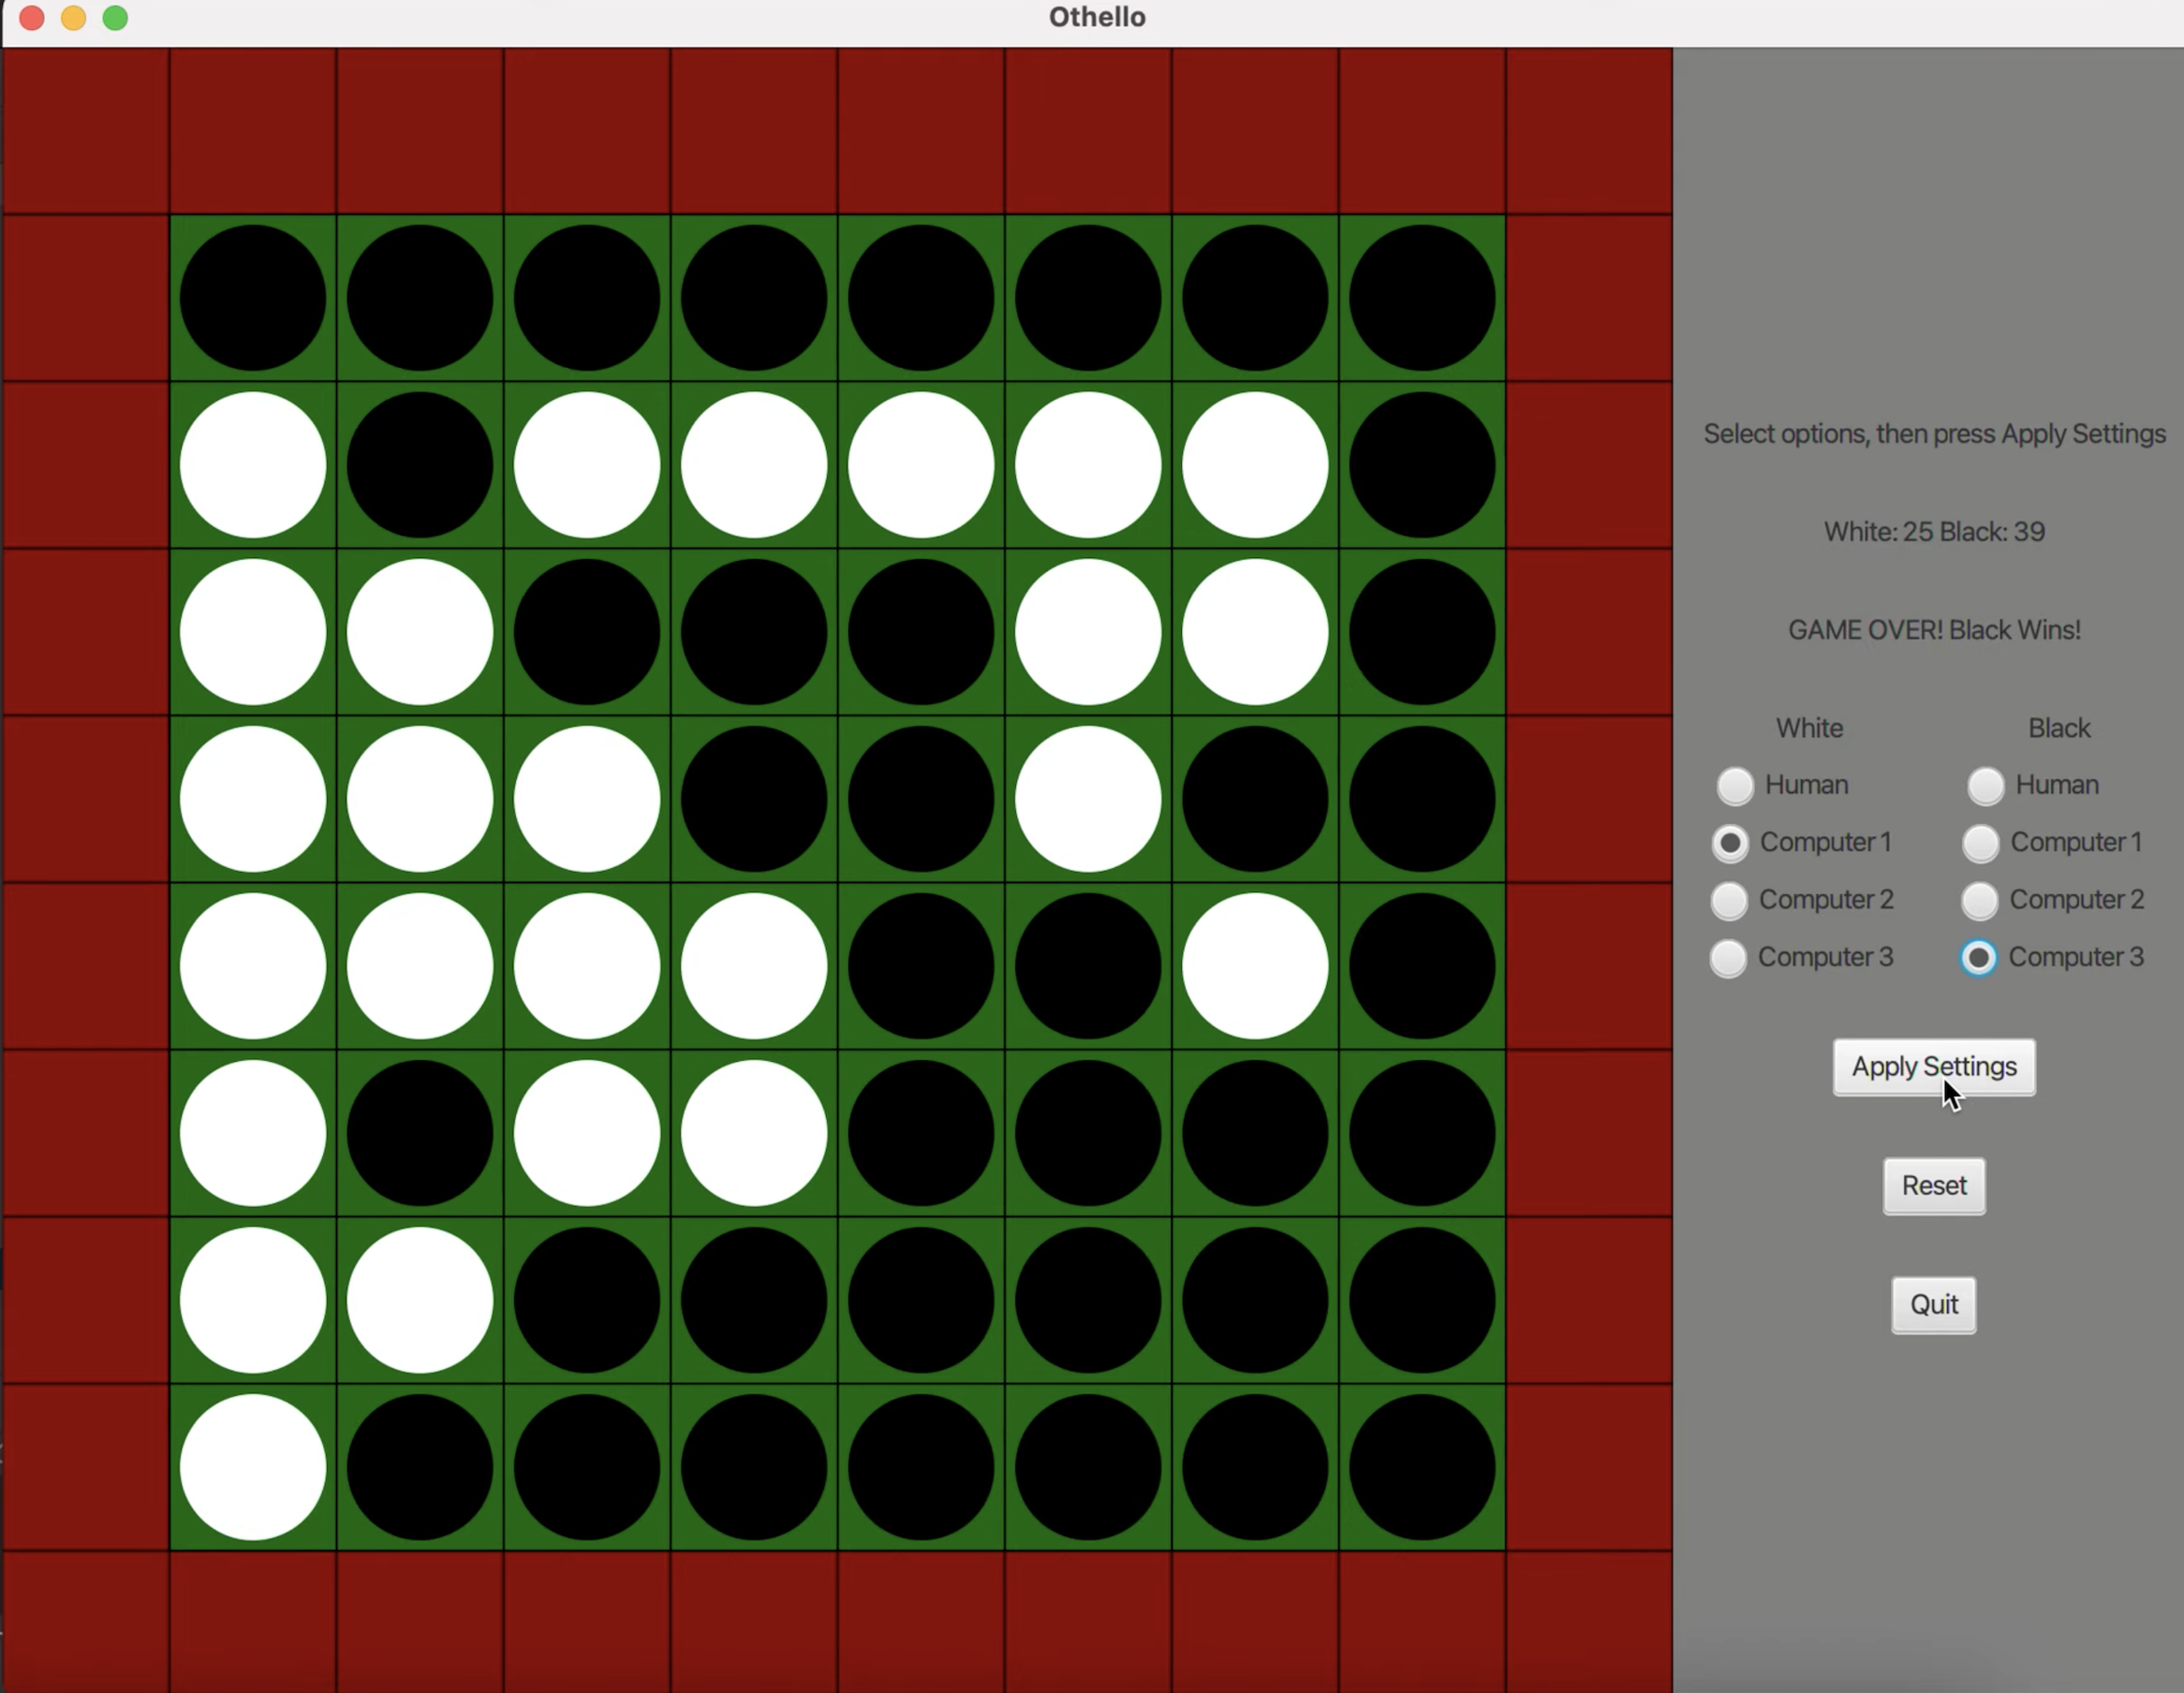 Othello
Select options, then press Apply Settings
White: 25 Black: 39
GAME OVER! Black Wins!
White Black
Human Human
Computer 1 Computer 1
Computer 2 Computer 2
Computer 3 Computer 3
Apply Settings
Reset
Quit